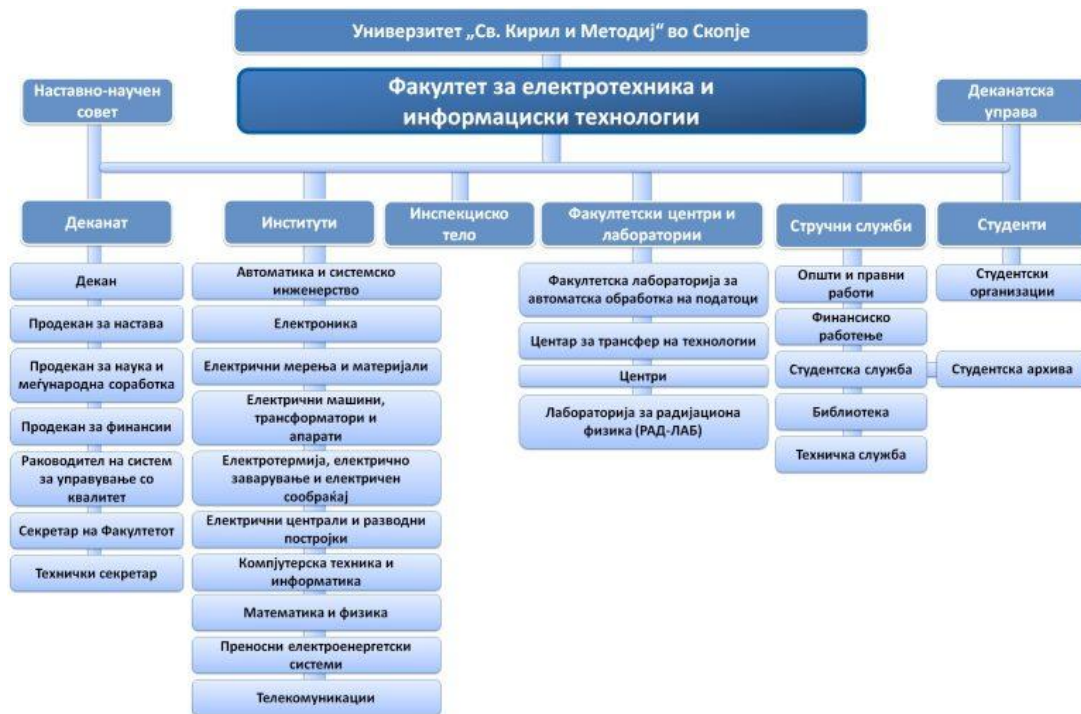 Универзитет „Св. Кирил и Методиј“ во Скопје
Наставно-научен
совет
Факултет за електротехника и
информациски технологии
Деканатска
управа
Деканат
Декан
Продекан за настава
Продекан за наука и
меѓународна соработка
Продекан за финансии
Раководител на систем
за управување со
квалитет
Секретар на Факултетот
Технички секретар
Институти
Автоматика и системско
инженерство
Електроника
Електрични мерења и материјали
Електрични машини,
трансформатори и
апарати
Електротермија, електрично
заварување и електричен
сообраќај
Електрични централи и разводни
постројки
Компјутерска техника и
информатика
Математика и физика
Преносни електроенергетски
системи
Телекомуникации
Инспекциско
тело
Факултетски центри и
лаборатории
Факултетска лабораторија за
автоматска обработка на податоци
Центар за трансфер на технологии
Центри
Лабораторија за радијациона
физика (РАД-ЛАБ)
Стручни служби
Општи и правни
работи
Финансиско
работење
Студентска служба
Библиотека
Техничка служба
Студенти
Студентски
организации
Студентска архива